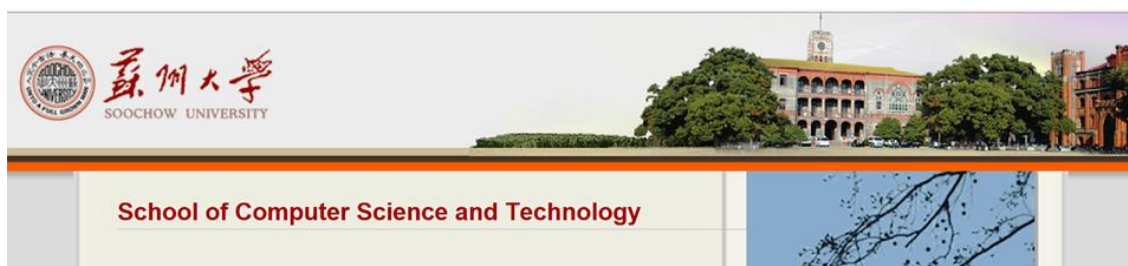 蘇州大學
SOOCHOW UNIVERSITY
School of Computer Science and Technology